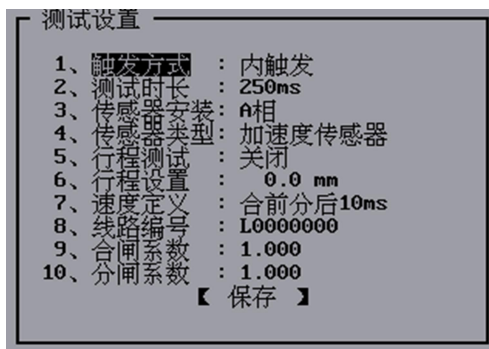 测试设置
1、触发方式 : 内触发
2、测试时长 : 250ms
3、传感器安装: A相
4、传感器类型: 加速度传感器
5、行程测试 : 关闭
6、行程设置 : 0.0 mm
7、速度定义 : 合前分后10ms
8、线路编号 : L0000000
9、合闸系数 : 1.000
10、分闸系数 : 1.000
【 保存 】